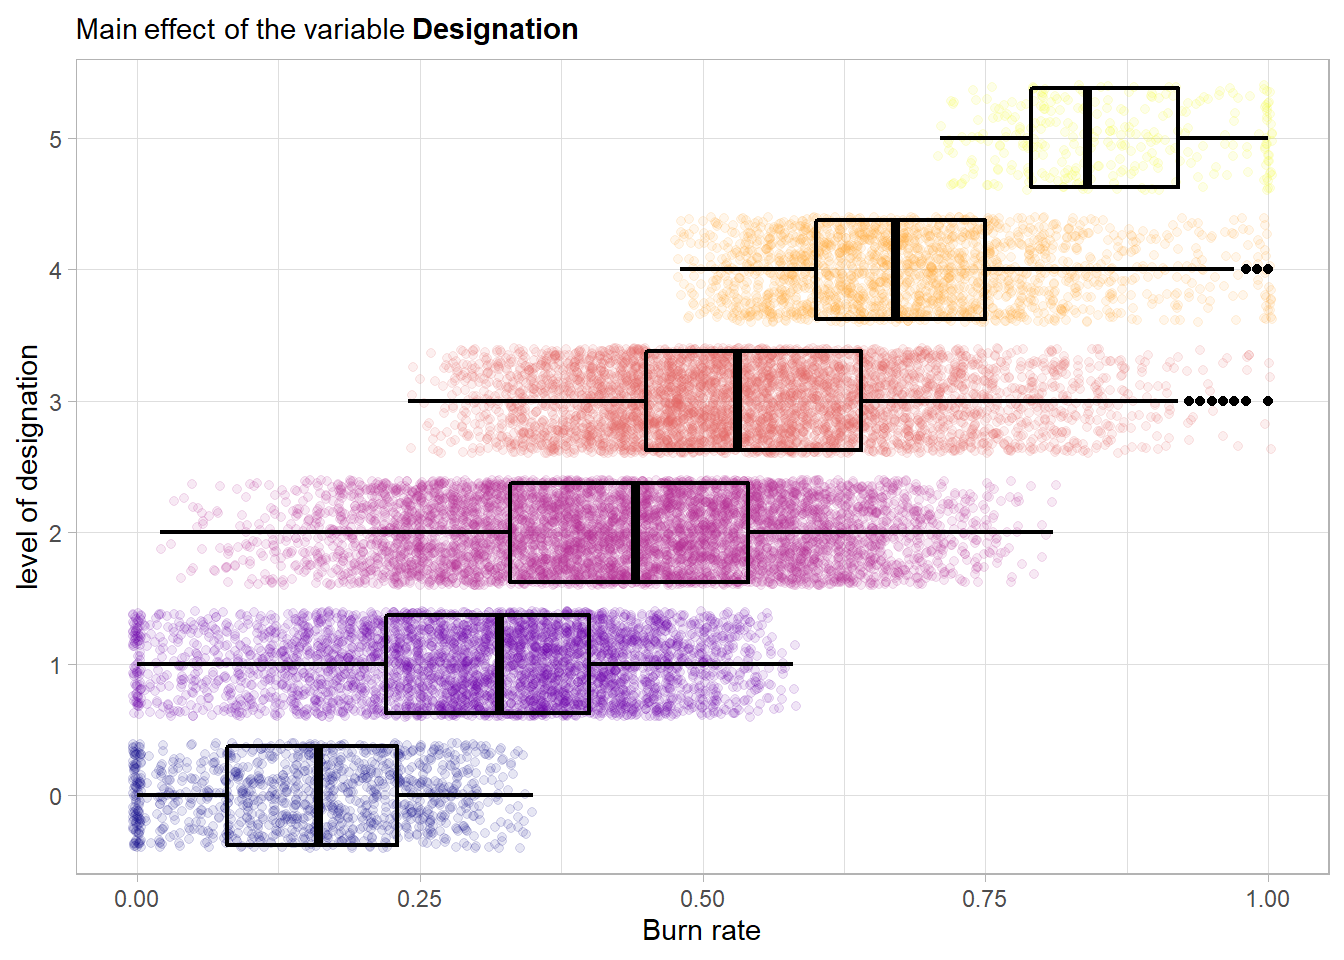 Main effect of the variable Designation
level of designation
5
4
3
2
1
0
0.00 0.25 0.50 0.75 1.00
Burn rate